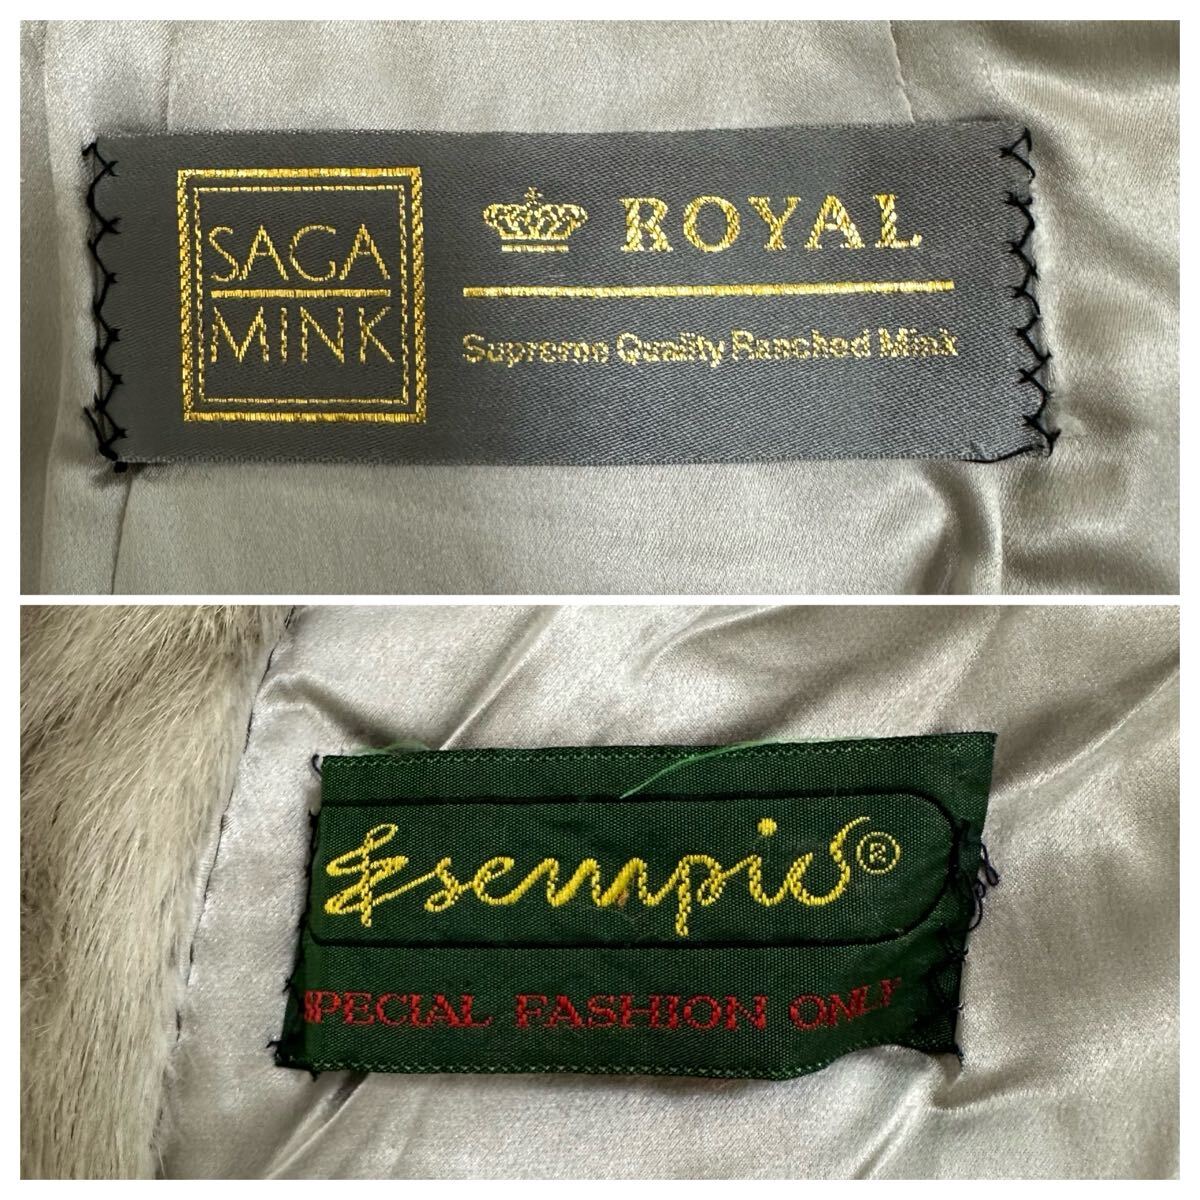 SAGA
MINK
ROYAL
Supreme Quality Ranched Mink
Esempio®
SPECIAL FASHION ONLY